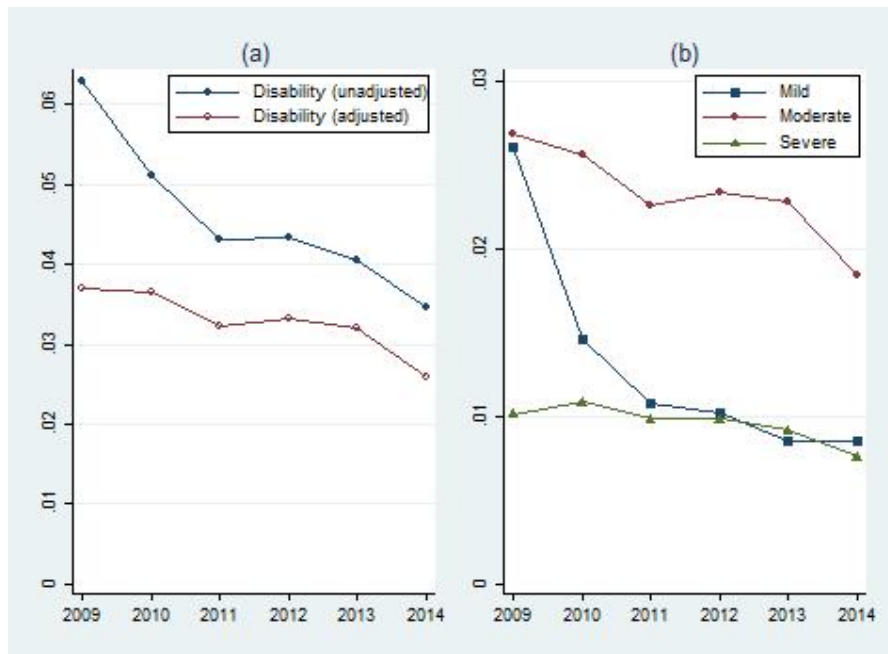 (a)
Disability (unadjusted)
Disability (adjusted)
.06
.05
.04
.03
.02
.01
0
2009 2010 2011 2012 2013 2014
(b)
Mild
Moderate
Severe
.03
.02
.01
0
2009 2010 2011 2012 2013 2014